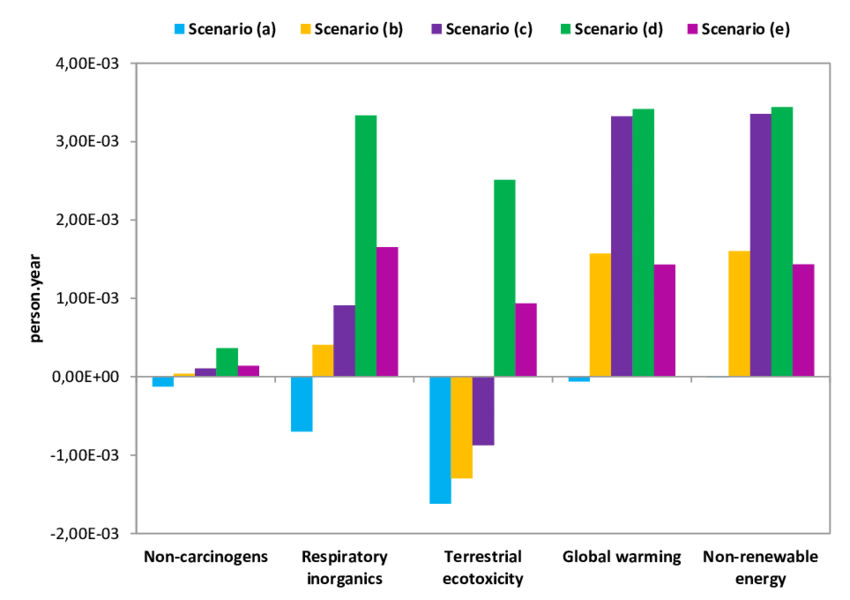 Scenario (a) Scenario (b) Scenario (c) Scenario (d) Scenario (e)
4,00E-03
3,00E-03
2,00E-03
1,00E-03
0,00E+00
-1,00E-03
-2,00E-03
person.year
Non-carcinogens
Respiratory
inorganics
Terrestrial
ecotoxicity
Global warming
Non-renewable
energy